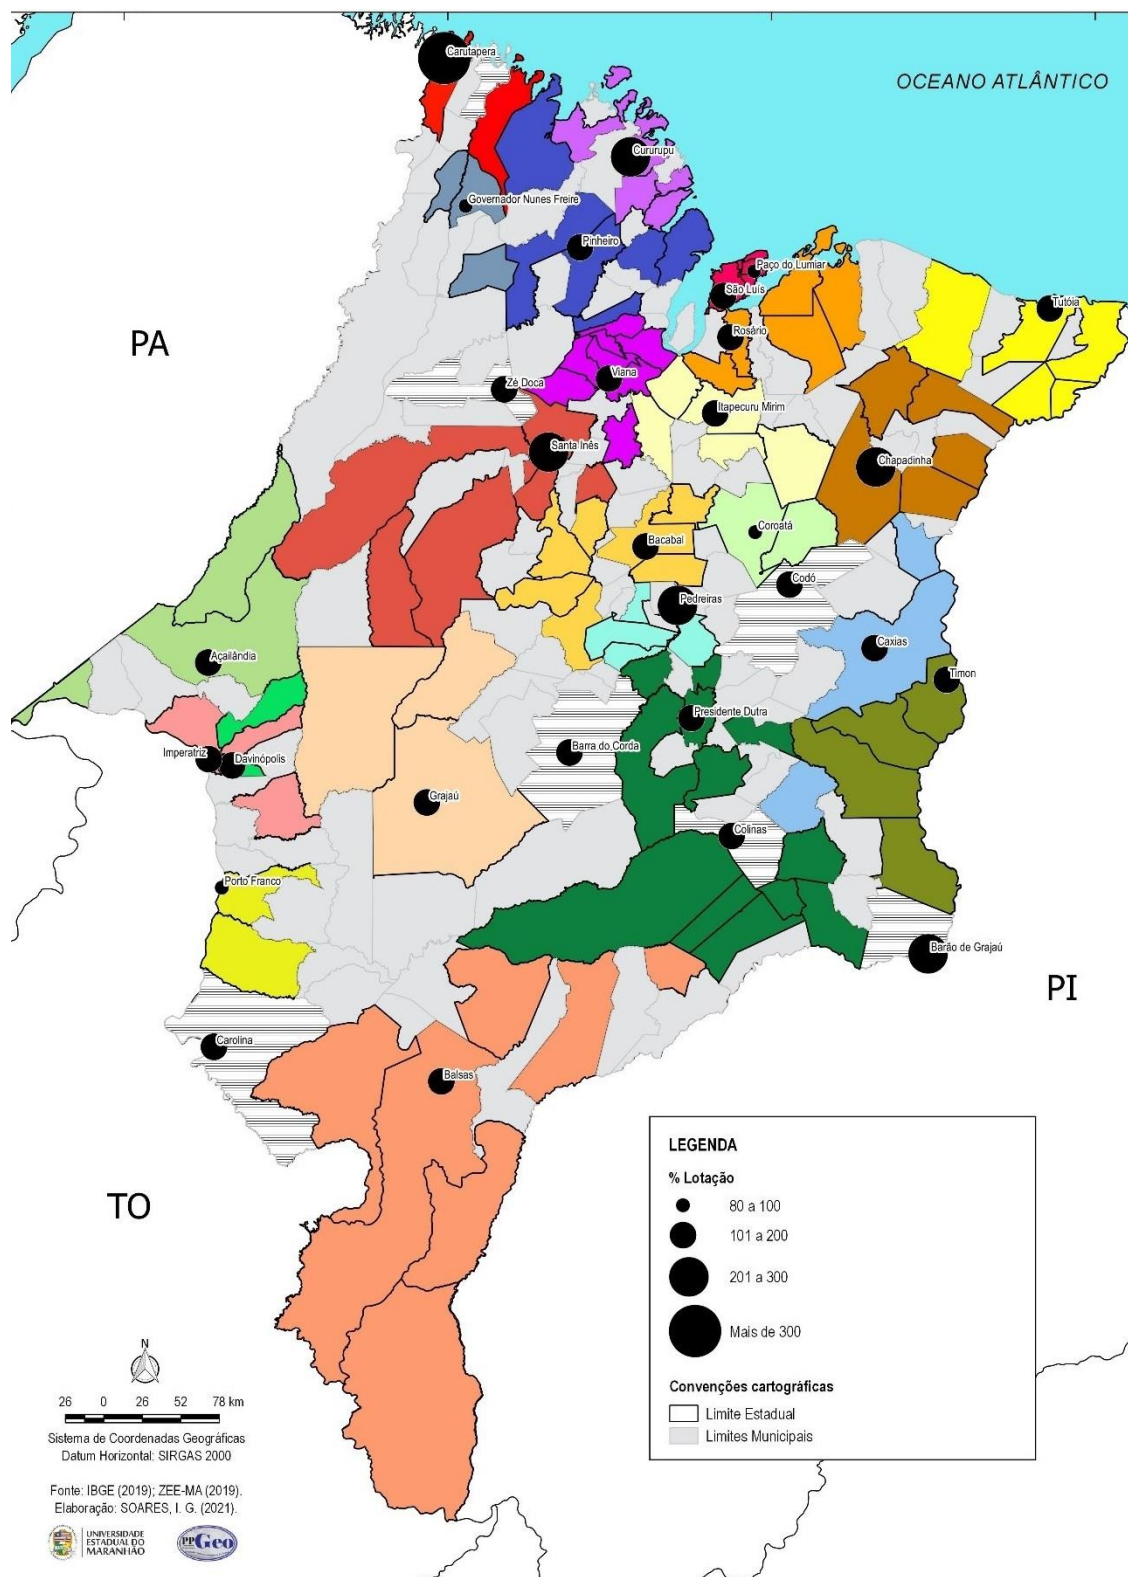 Carutapera
OCEANO ATLÂNTICO
Cururupu
Governador Nunes Freire
Pinheiro
Paço do Lumiar
São Luís
Tutóia
Rosário
PA
Viana
Zé Doca
Itapecuru Mirim
Santa Inês
Chapadinha
Coroatá
Bacabal
Codó
Pedreiras
Caxias
Açailândia
Timon
Presidente Dutra
Imperatriz
Davinópolis
Barra do Corda
Grajaú
Colinas
Porto Franco
Barão de Grajaú
PI
Carolina
Balsas
TO
LEGENDA
% Lotação
80 a 100
101 a 200
201 a 300
Mais de 300
Convenções cartográficas
Limite Estadual
Limites Municipais
N
26 0 26 52 78 km
Sistema de Coordenadas Geográficas
Datum Horizontal: SIRGAS 2000
Fonte: IBGE (2019); ZEE-MA (2019).
Elaboração: SOARES, I. G. (2021).
UNIVERSIDADE
ESTADUAL DO
MARANHÃO
PPGeo